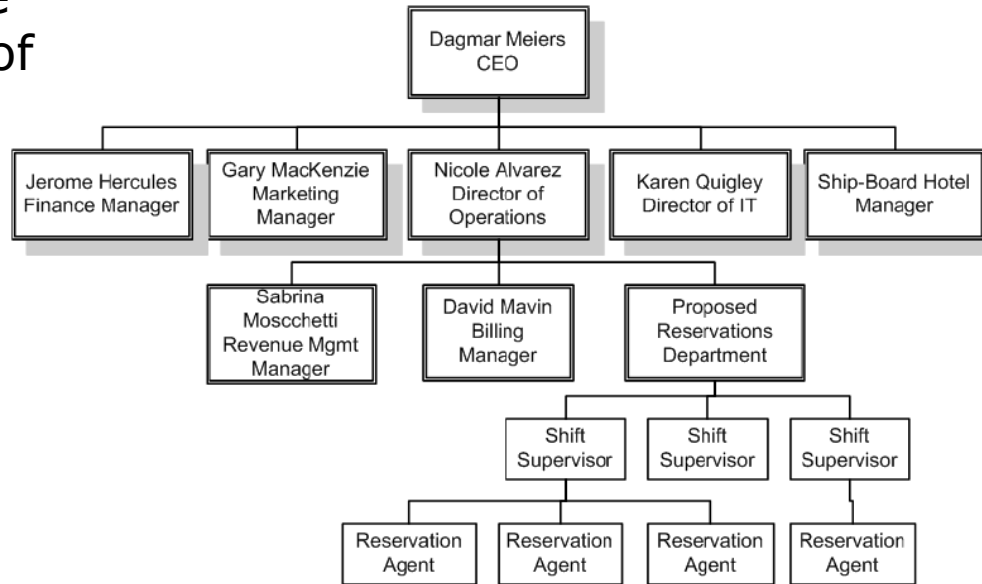 of
Dagmar Meiers
CEO
Jerome Hercules
Finance Manager
Gary MacKenzie
Marketing
Manager
Nicole Alvarez
Director of
Operations
Karen Quigley
Director of IT
Ship-Board Hotel
Manager
Sabrina
Moscchetti
Revenue Mgmt
Manager
David Mavin
Billing
Manager
Proposed
Reservations
Department
Shift
Supervisor
Shift
Supervisor
Shift
Supervisor
Reservation
Agent
Reservation
Agent
Reservation
Agent
Reservation
Agent